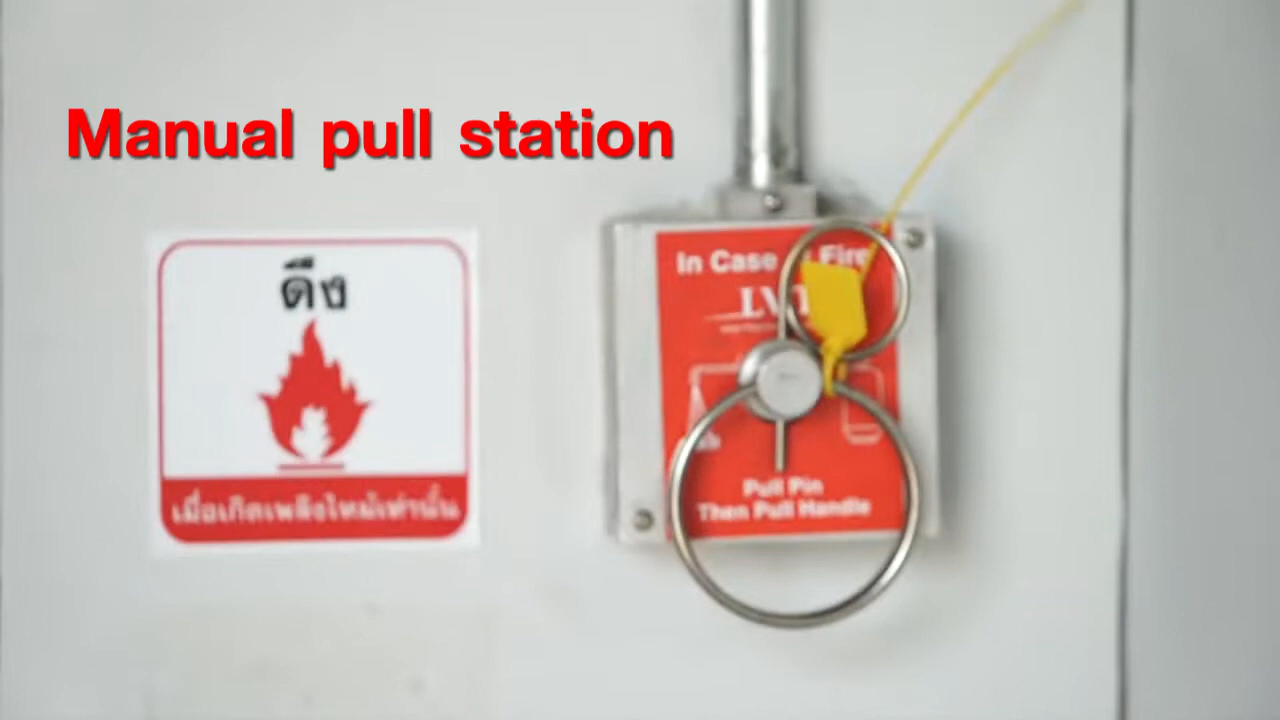 Manual pull station
ดึง
เมื่อเกิดเพลิงไหม้เท่านั้น
In Case Fire
Pull Pin
Then Pull Handle